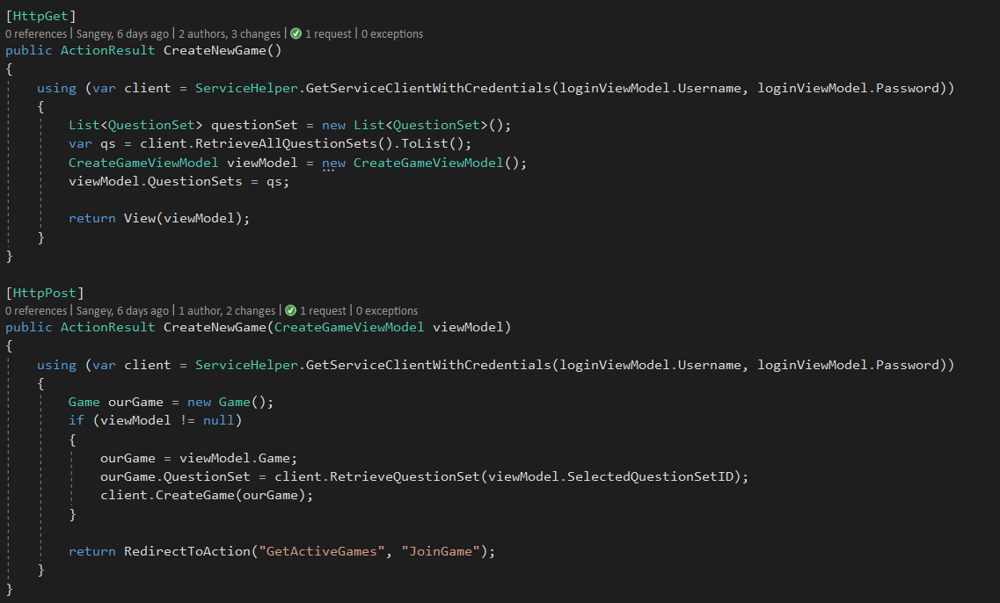 [HttpGet]
0 references | Sangey, 6 days ago | 2 authors, 3 changes | 1 request | 0 exceptions
public ActionResult CreateNewGame()
{
using (var client = ServiceHelper.GetServiceClientWithCredentials(loginViewModel.Username, loginViewModel.Password))
{
List<QuestionSet> questionSet = new List<QuestionSet>();
var qs = client.RetrieveAllQuestionSets().ToList();
CreateGameViewModel viewModel = new CreateGameViewModel();
viewModel.QuestionSets = qs;
return View(viewModel);
}
}
[HttpPost]
0 references | Sangey, 6 days ago | 1 author, 2 changes | 1 request | 0 exceptions
public ActionResult CreateNewGame(CreateGameViewModel viewModel)
{
using (var client = ServiceHelper.GetServiceClientWithCredentials(loginViewModel.Username, loginViewModel.Password))
{
Game ourGame = new Game();
if (viewModel != null)
{
ourGame = viewModel.Game;
ourGame.QuestionSet = client.RetrieveQuestionSet(viewModel.SelectedQuestionSetID);
client.CreateGame(ourGame);
}
return RedirectToAction("GetActiveGames", "JoinGame");
}
}